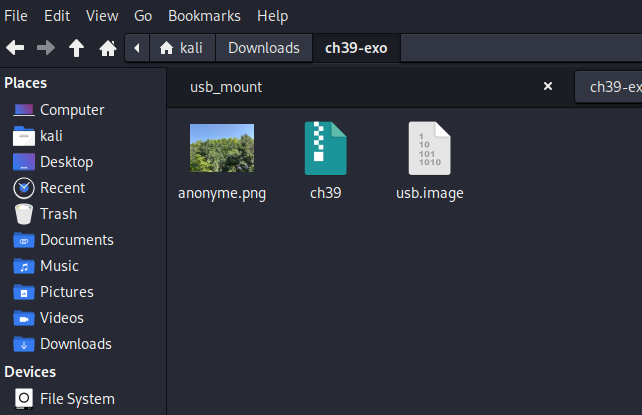 File Edit View Go Bookmarks Help
kali Downloads ch39-exo
Places
Computer
kali
Desktop
Recent
Trash
Documents
Music
Pictures
Videos
Downloads
Devices
File System
usb_mount ch39-ex
anonyme.png ch39 usb.image
1
10
101
1010